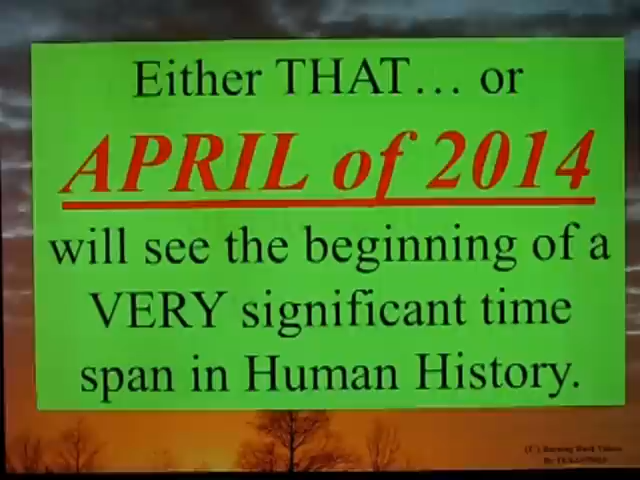 Either THAT... or
APRIL of 2014
will see the beginning of a
VERY significant time
span in Human History.